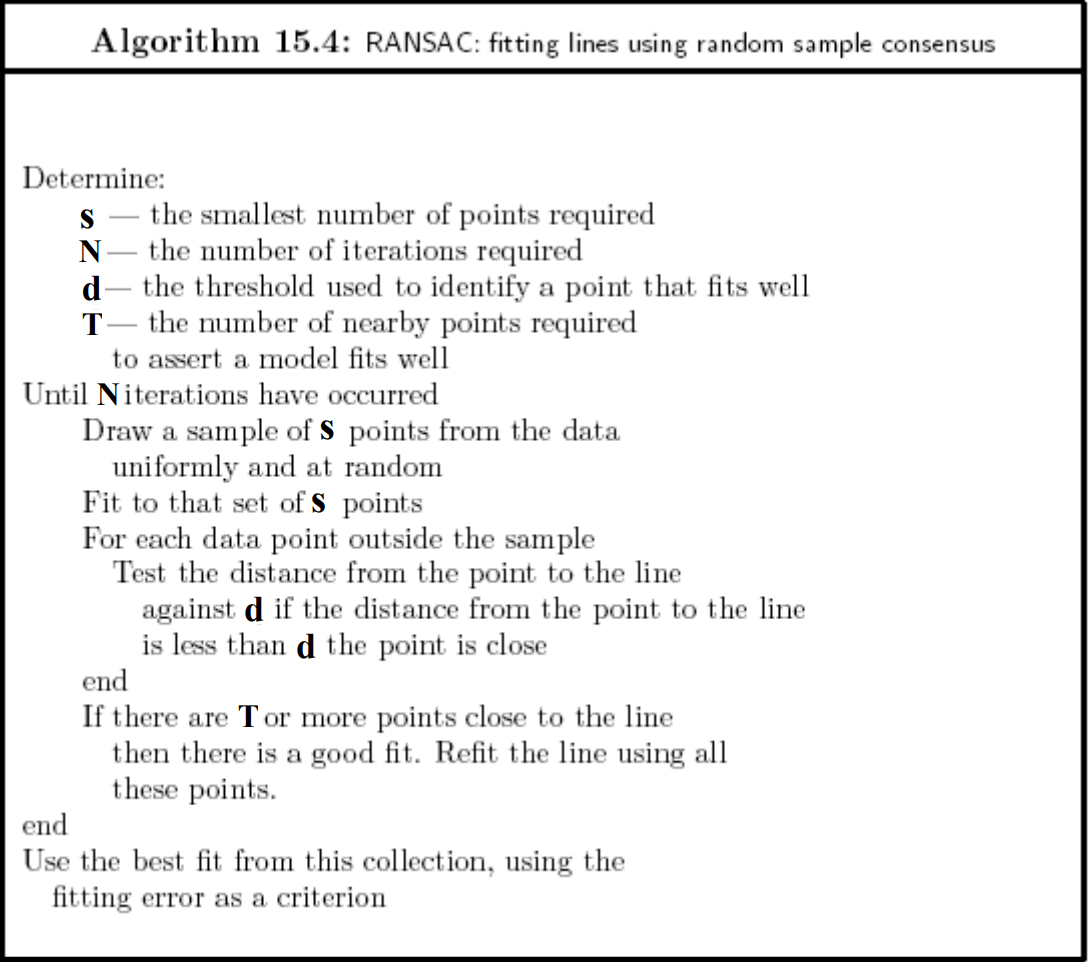 Algorithm 15.4: RANSAC: fitting lines using random sample consensus
Determine:
s — the smallest number of points required
N — the number of iterations required
d — the threshold used to identify a point that fits well
T — the number of nearby points required
to assert a model fits well
Until N iterations have occurred
Draw a sample of s points from the data
uniformly and at random
Fit to that set of s points
For each data point outside the sample
Test the distance from the point to the line
against d if the distance from the point to the line
is less than d the point is close
end
If there are T or more points close to the line
then there is a good fit. Refit the line using all
these points.
end
Use the best fit from this collection, using the
fitting error as a criterion